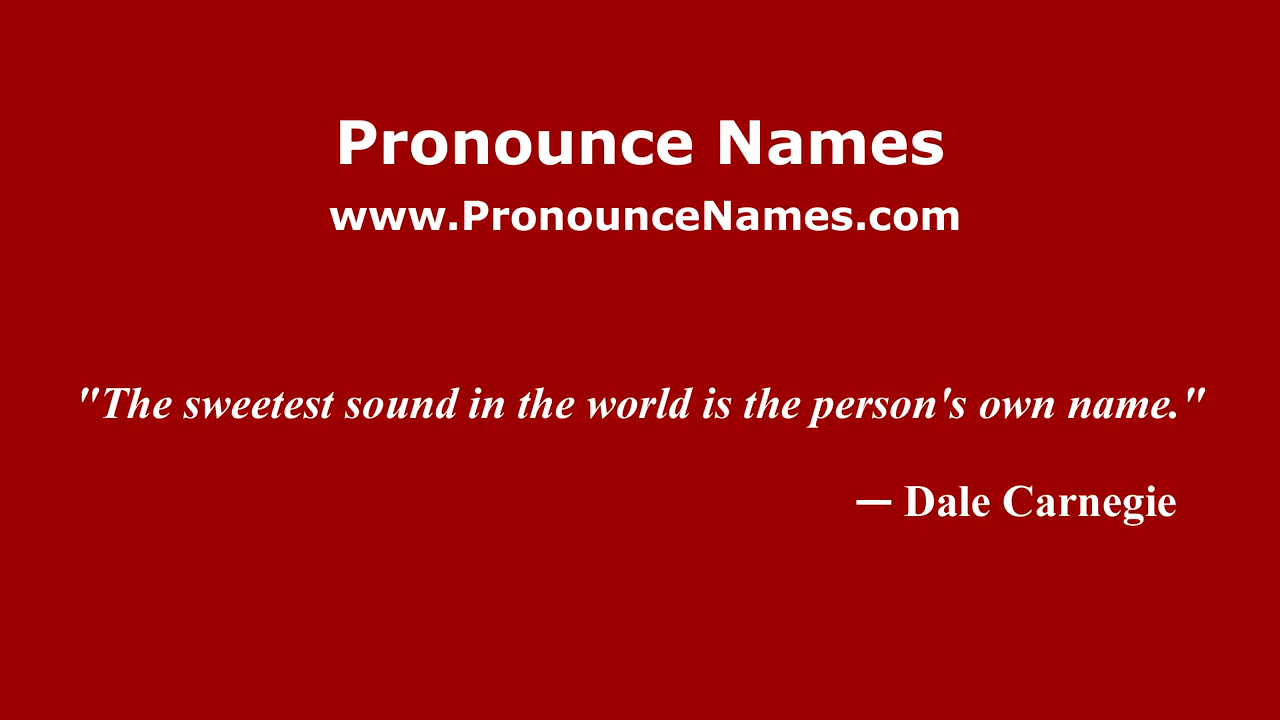 Pronounce Names
www.PronounceNames.com
"The sweetest sound in the world is the person's own name."
— Dale Carnegie